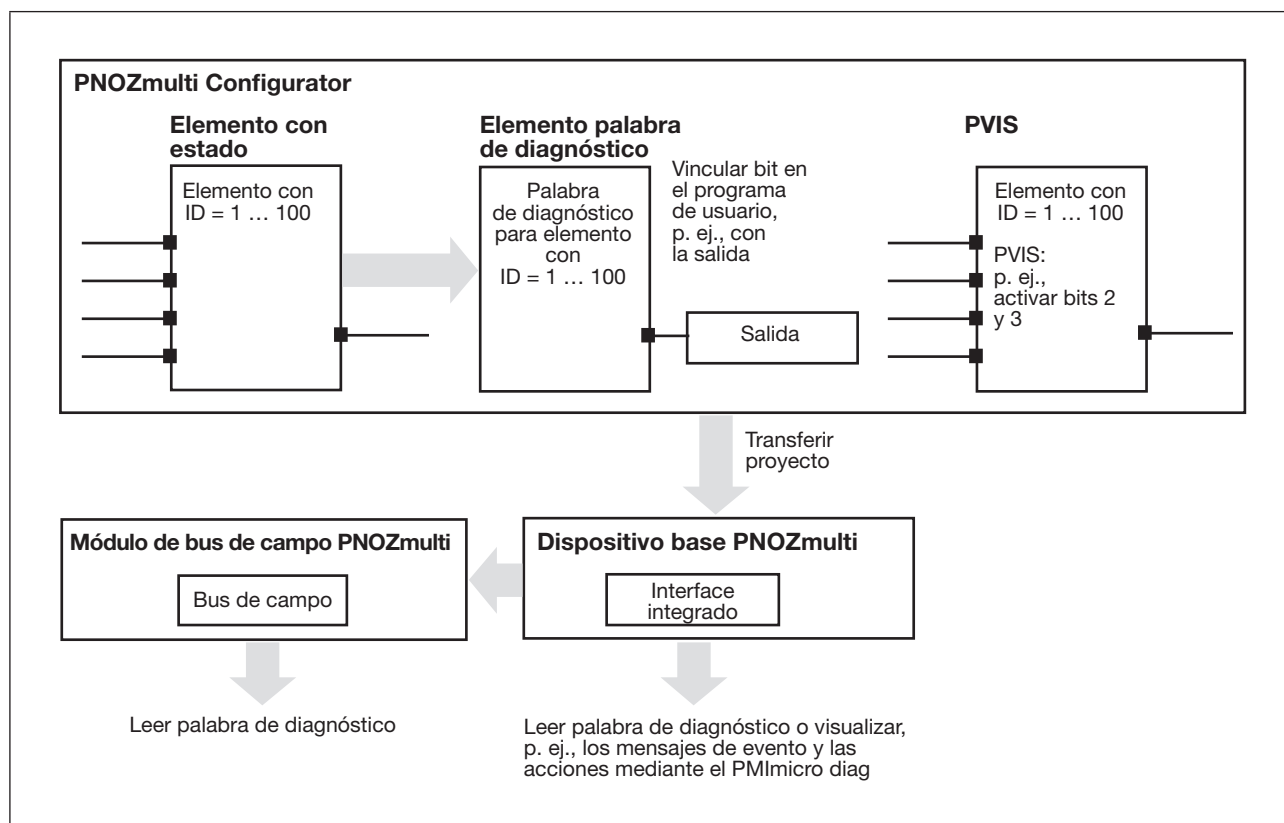 PNOZmulti Configurator
Elemento con
estado
Elemento con
ID = 1 … 100
Elemento palabra
de diagnóstico
Palabra
de diagnóstico
para elemento
con
ID = 1 … 100
Vincular bit en
el programa
de usuario,
p. ej., con
la salida
Salida
PVIS
Elemento con
ID = 1 … 100
PVIS:
p. ej.,
activar bits 2
y 3
Transferir
proyecto
Módulo de bus de campo PNOZmulti
Bus de campo
Dispositivo base PNOZmulti
Interface
integrado
Leer palabra de diagnóstico
Leer palabra de diagnóstico o visualizar,
p. ej., los mensajes de evento y las
acciones mediante el PMImicro diag